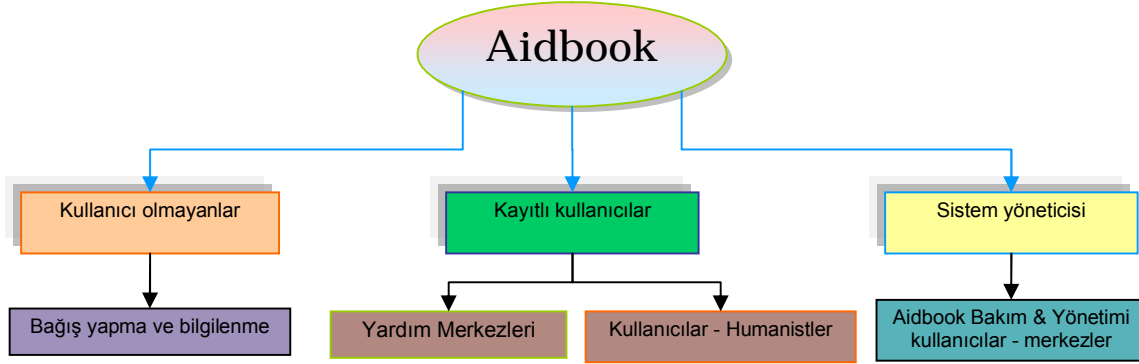 Aidbook
Kullanıcı olmayanlar
Kayıtlı kullanıcılar
Sistem yöneticisi
Bağış yapma ve bilgilenme
Yardım Merkezleri
Kullanıcılar - Humanistler
Aidbook Bakım & Yönetimi
kullanıcılar - merkezler